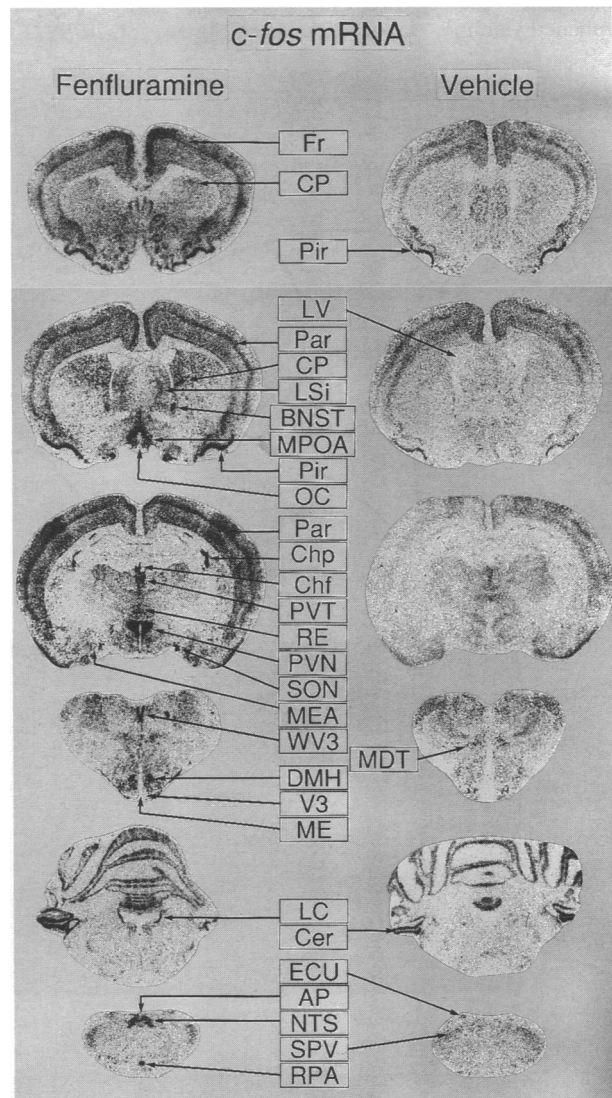 c-fos mRNA
Fenfluramine Vehicle
Fr
CP
Pir
LV
Par
CP
LSi
BNST
MPOA
Pir
OC
Par
Chp
Chf
PVT
RE
PVN
SON
MEA
WV3
MDT
DMH
V3
ME
LC
Cer
ECU
AP
NTS
SPV
RPA